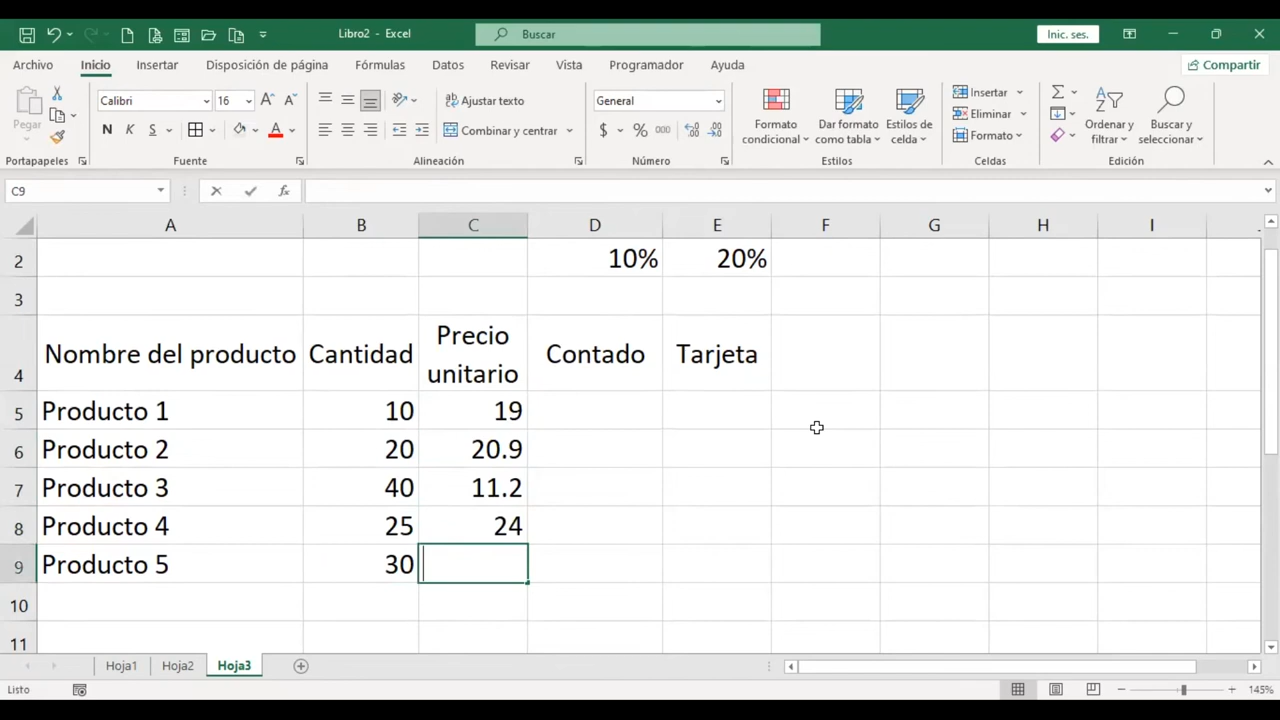 Libro2 - Excel
Buscar
Inic. ses.
Archivo Inicio Insertar Disposición de página Fórmulas Datos Revisar Vista Programador Ayuda
Compartir
Pegar
Calibri 16
N K S
Ajustar texto
Combinar y centrar
General
$ % 000
Formato condicional
Dar formato como tabla
Estilos de celda
Insertar
Eliminar
Formato
Ordenar y filtrar
Buscar y seleccionar
Portapapeles Fuente Alineación Número Estilos Celdas Edición
C9 fx
A B C D E F G H I
2 10% 20%
3
4 Nombre del producto Cantidad Precio unitario Contado Tarjeta
5 Producto 1 10 19
6 Producto 2 20 20.9
7 Producto 3 40 11.2
8 Producto 4 25 24
9 Producto 5 30
10
11
Hoja1 Hoja2 Hoja3
Listo 145%